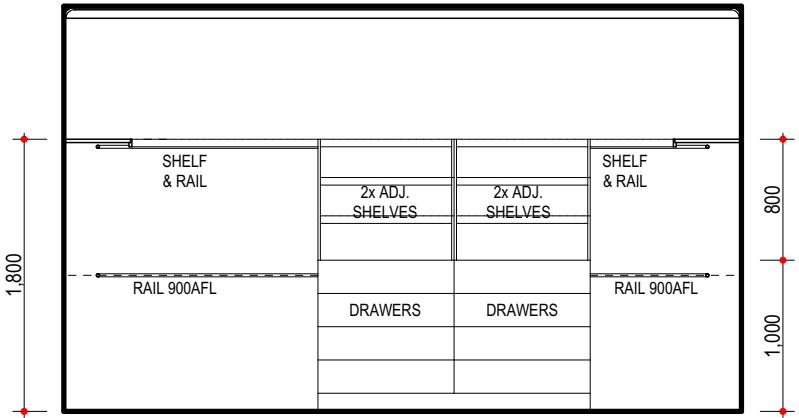 SHELF
& RAIL
2x ADJ.
SHELVES
2x ADJ.
SHELVES
SHELF
& RAIL
800
1,800
RAIL 900AFL
RAIL 900AFL
DRAWERS
DRAWERS
1,000